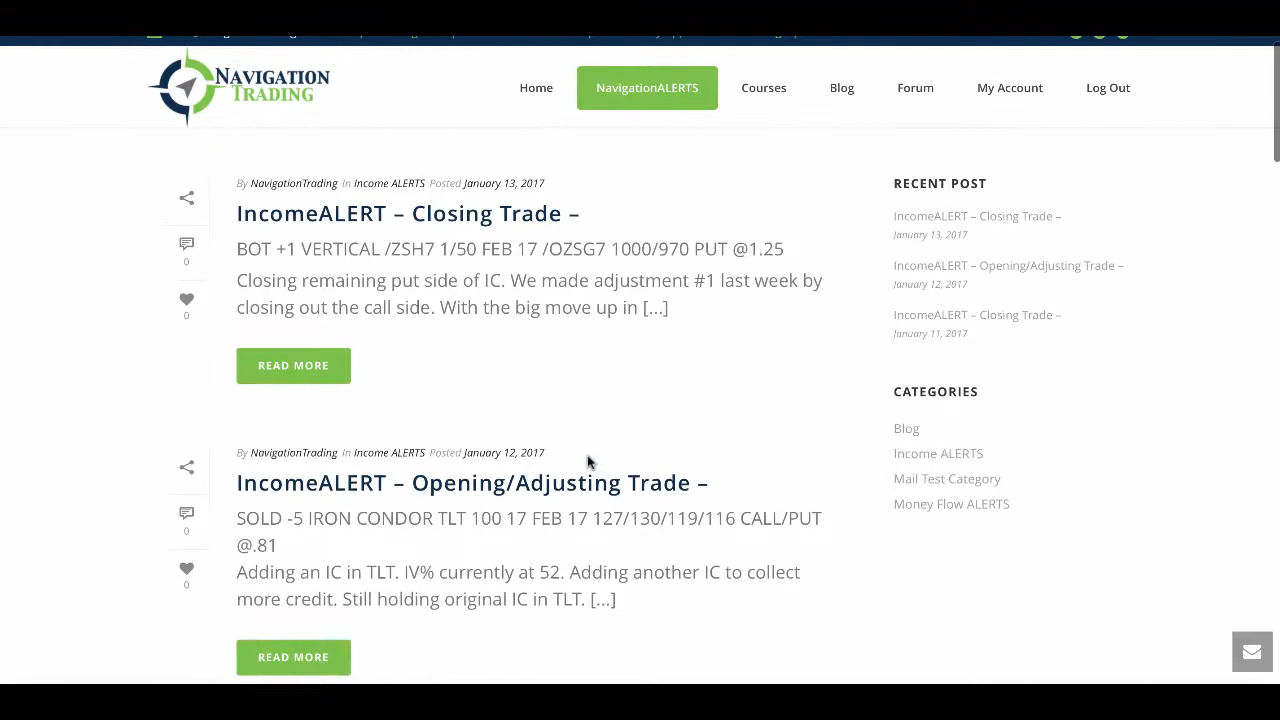 NAVIGATION
TRADING
Home
NavigationALERTS
Courses
Blog
Forum
My Account
Log Out
By NavigationTrading In Income ALERTS Posted January 13, 2017
IncomeALERT – Closing Trade –
BOT +1 VERTICAL /ZSH7 1/50 FEB 17 /OZSG7 1000/970 PUT @1.25
Closing remaining put side of IC. We made adjustment #1 last week by
closing out the call side. With the big move up in [...]
0
0
READ MORE
By NavigationTrading In Income ALERTS Posted January 12, 2017
IncomeALERT – Opening/Adjusting Trade –
SOLD -5 IRON CONDOR TLT 100 17 FEB 17 127/130/119/116 CALL/PUT
@.81
Adding an IC in TLT. IV% currently at 52. Adding another IC to collect
more credit. Still holding original IC in TLT. [...]
0
0
READ MORE
RECENT POST
IncomeALERT – Closing Trade –
January 13, 2017
IncomeALERT – Opening/Adjusting Trade –
January 12, 2017
IncomeALERT – Closing Trade –
January 11, 2017
CATEGORIES
Blog
Income ALERTS
Mail Test Category
Money Flow ALERTS